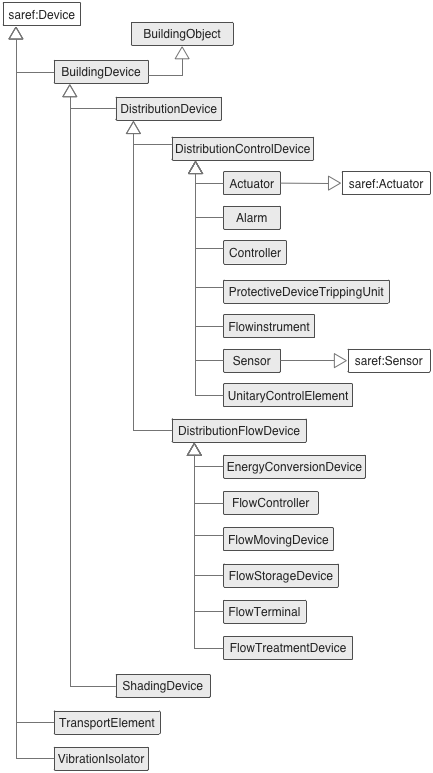 saref:Device
BuildingObject
BuildingDevice
DistributionDevice
DistributionControlDevice
Actuator
saref:Actuator
Alarm
Controller
ProtectiveDeviceTrippingUnit
Flowinstrument
Sensor
saref:Sensor
UnitaryControlElement
DistributionFlowDevice
EnergyConversionDevice
FlowController
FlowMovingDevice
FlowStorageDevice
FlowTerminal
FlowTreatmentDevice
ShadingDevice
TransportElement
VibrationIsolator